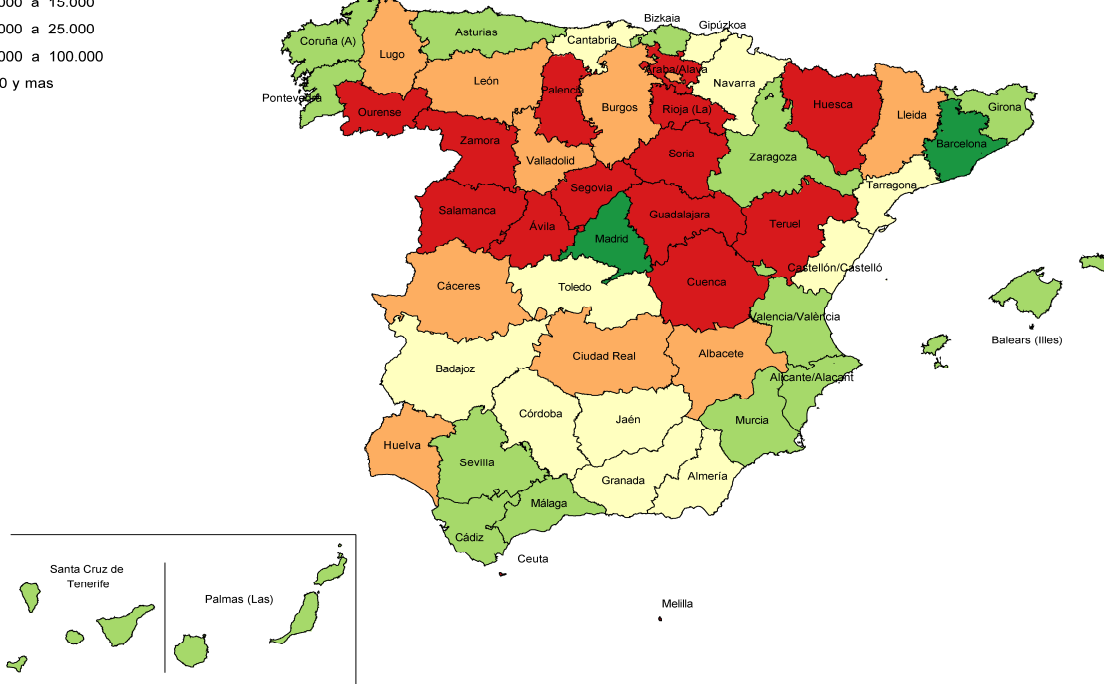 000 a 15.000
000 a 25.000
000 a 100.000
0 y mas
Bizkaia
Gipúzkoa
Coruña (A)
Asturias
Cantabria
Lugo
León
Palencia
Araba/Alava
Navarra
Pontevedra
Ourense
Burgos
Rioja (La)
Huesca
Lleida
Girona
Barcelona
Zamora
Valladolid
Soria
Zaragoza
Tarragona
Segovia
Salamanca
Ávila
Madrid
Guadalajara
Teruel
Castellón/Castelló
Cáceres
Toledo
Cuenca
Valencia/València
Balears (Illes)
Badajoz
Ciudad Real
Albacete
Alicante/Alacant
Córdoba
Jaén
Murcia
Huelva
Sevilla
Granada
Almería
Málaga
Cádiz
Ceuta
Melilla
Santa Cruz de
Tenerife
Palmas (Las)